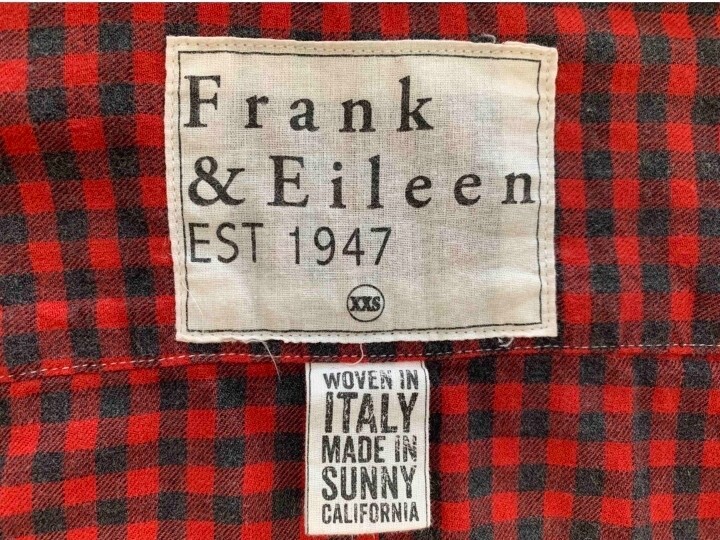 Frank
& Eileen
EST 1947
XXS
WOVEN IN
ITALY
MADE IN
SUNNY
CALIFORNIA